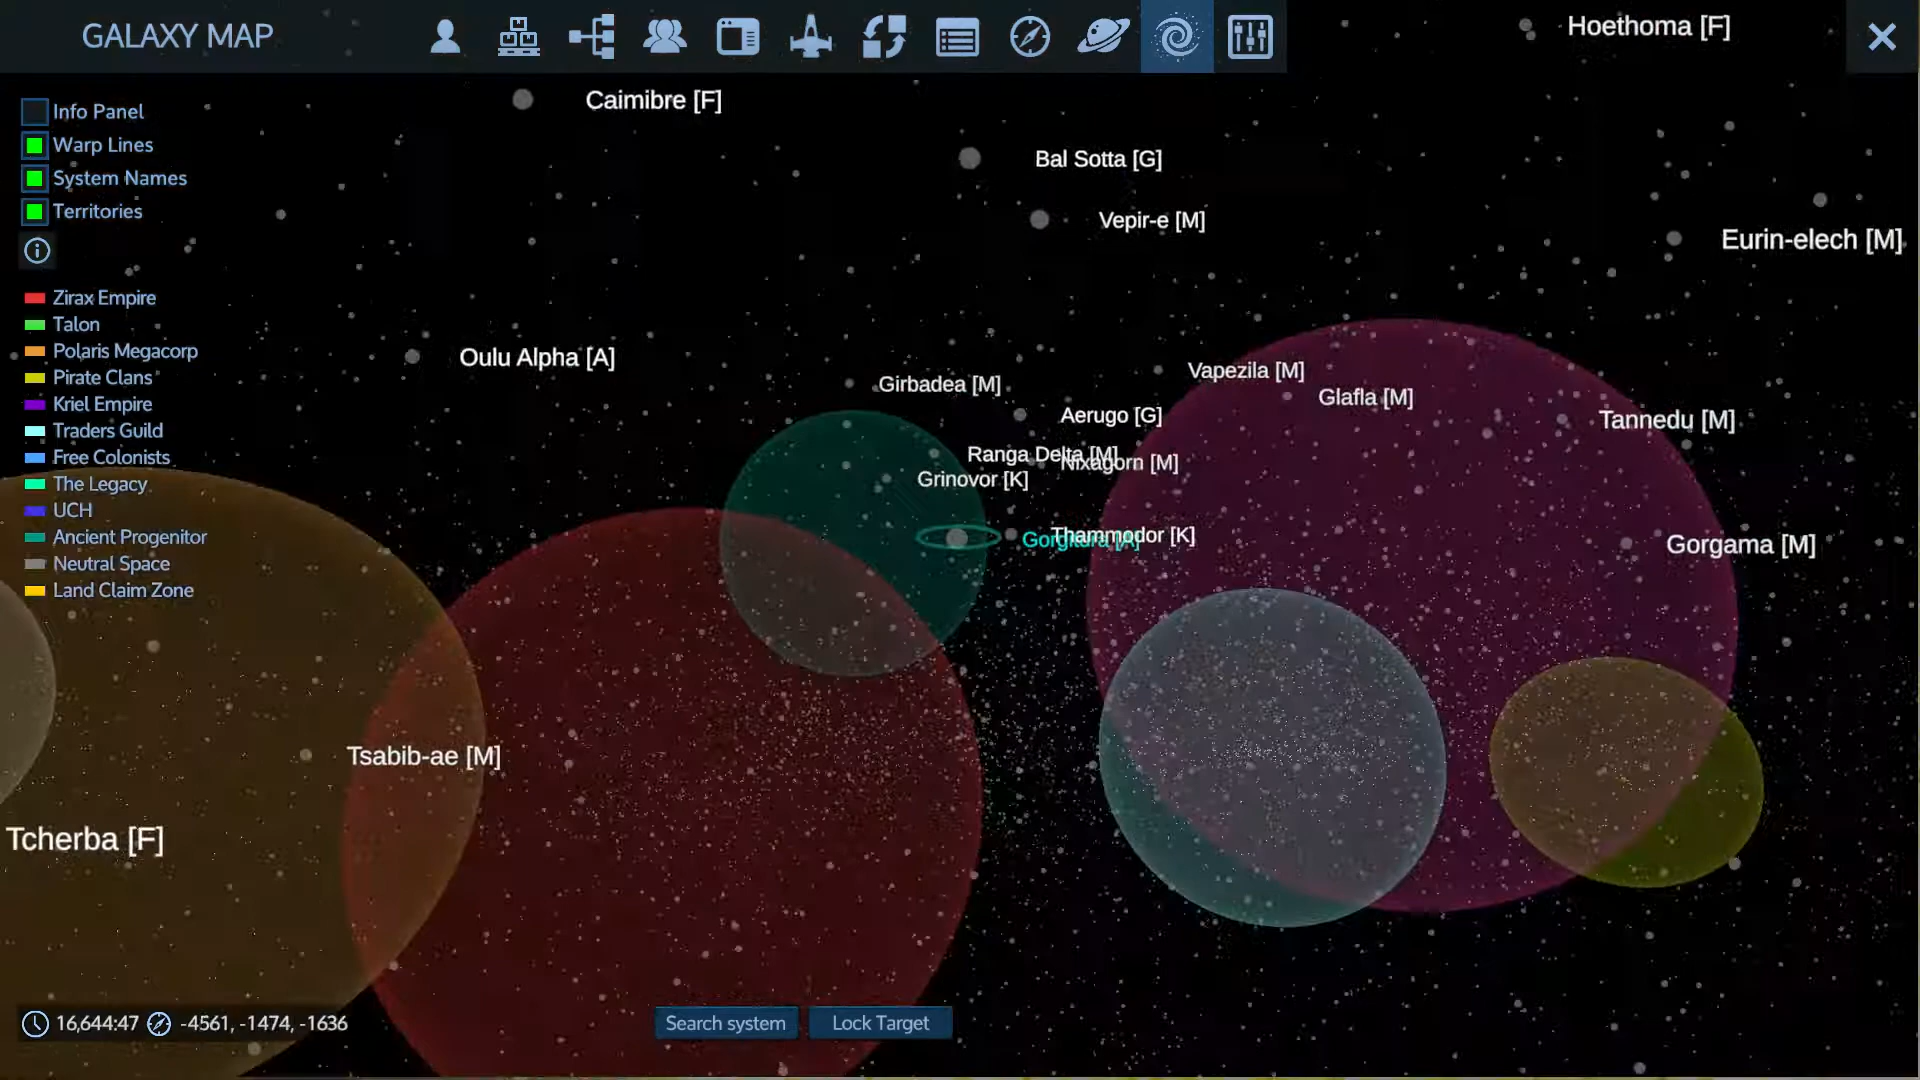 GALAXY MAP
Hoethoma [F]
Caimibre [F]
Info Panel
Warp Lines
System Names
Territories
Bal Sotta [G]
Vepir-e [M]
Eurin-elech [M]
Zirax Empire
Talon
Polaris Megacorp
Pirate Clans
Kriel Empire
Traders Guild
Free Colonists
The Legacy
UCH
Ancient Progenitor
Neutral Space
Land Claim Zone
Oulu Alpha [A]
Girbadea [M]
Vapezila [M]
Glafla [M]
Aerugo [G]
Tannedu [M]
Ranga Delta [M]
Nixagorn [M]
Grinovor [K]
Thammodor [K]
Gorgama [M]
Tsabib-ae [M]
Tcherba [F]
16,644:47
-4561, -1474, -1636
Search system
Lock Target